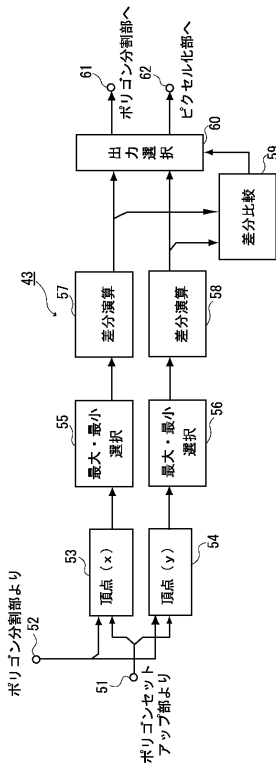 43
ポリゴン分割部より
52
51
ポリゴンセット
アップ部より
53
頂点(x)
54
頂点(y)
55
最大・最小
選択
56
最大・最小
選択
57
差分演算
58
差分演算
59
差分比較
60
出力
選択
61
ポリゴン分割部へ
62
ピクセル化部へ